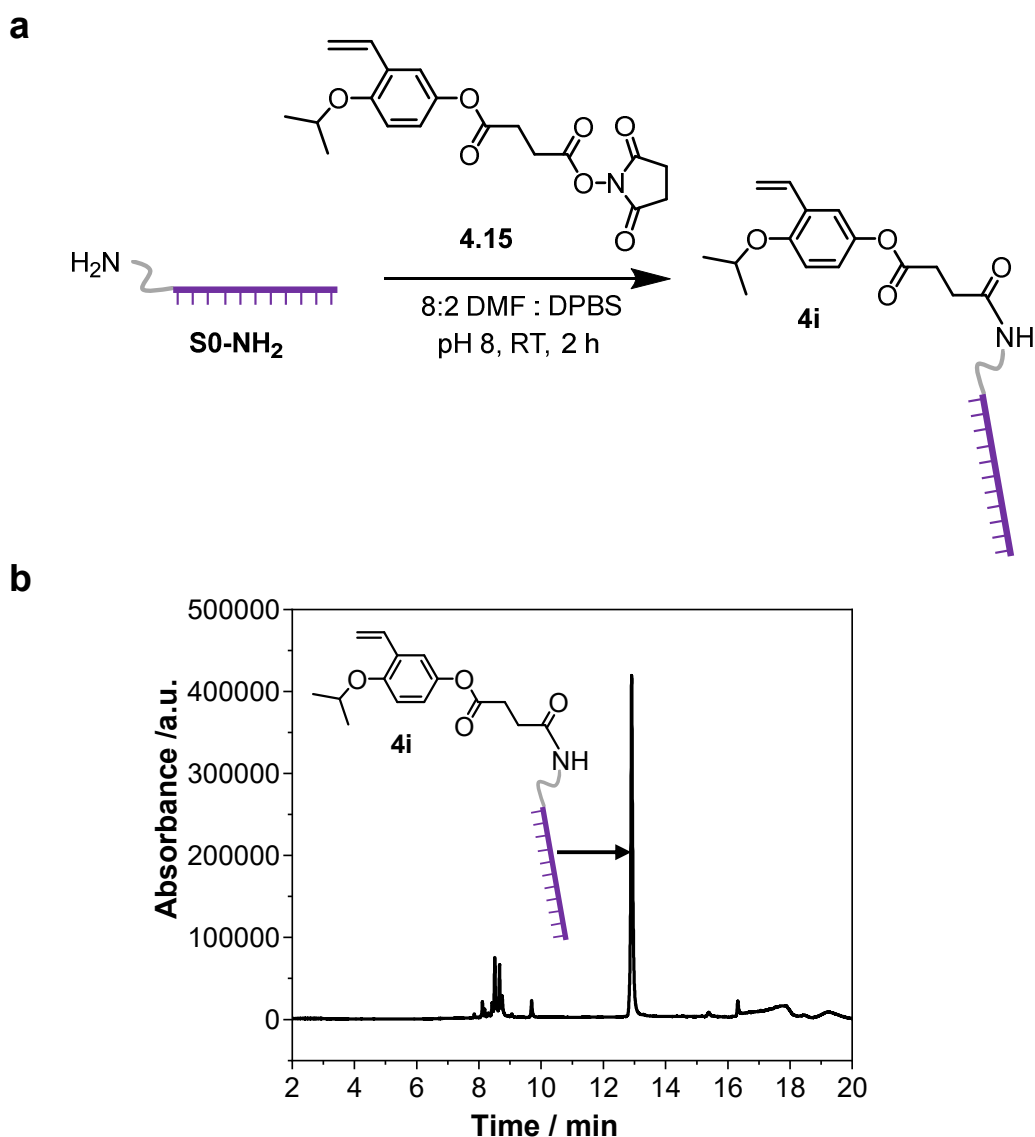 a
O
O
O
O
O
O
N
O
O
4.15
H2N
S0-NH2
8:2 DMF : DPBS
pH 8, RT, 2 h
O
O
O
O
NH
4i
b
Absorbance /a.u.
500000
400000
300000
200000
100000
0
O
O
O
O
NH
4i
2 4 6 8 10 12 14 16 18 20
Time / min